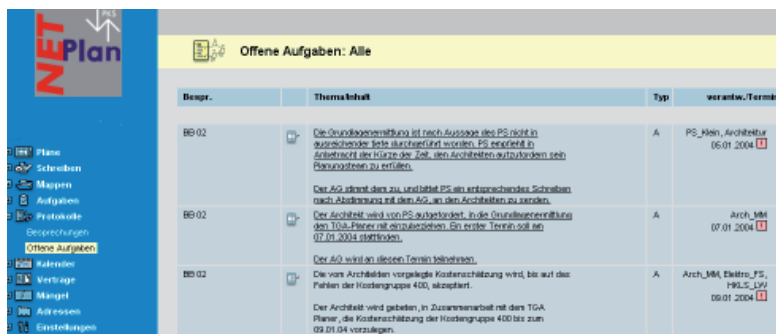 NETPlan
PKS
Offene Aufgaben: Alle
Bespr. Thema/Inhalt Typ verantw./Termin
Pläne
Schreiben
Mappen
Aufgaben
Protokolle
Besprechungen
Offene Aufgaben
Kalender
Verträge
Mängel
Adressen
Einstellungen
BB 02 Die Grundlagenermittlung ist nach Aussage des PS nicht in A PS_Klein, Architektur
ausreichender tiefe durchgeführt worden. PS empfiehlt in 06.01.2004
Anbetracht der Kürze der Zeit, den Architekten aufzufordern sein
Planungsteam zu erfüllen.
Der AG stimmt dem zu, und bittet PS ein entsprechendes Schreiben
nach Abstimmung mit dem AG, an den Architekten zu senden.
BB 02 Der Architekt wird von PS aufgefordert, in die Grundlagenermittlung A Arch_MM
den TGA-Planer mit einzubeziehen. Ein erster Termin soll am 07.01.2004
07.01.2004 stattfinden.
Der AG wird an diesem Termin teilnehmen.
BB 02 Die vom Architekten vorgelegte Kostenschätzung wird, bis auf das A Arch_MM, Elektro_FS,
Fehlen der Kostengruppe 400, akzeptiert. HKLS_LW
09.01.2004
Der Architekt wird gebeten, in Zusammenarbeit mit dem TGA
Planer, die Kostenschätzung der Kostengruppe 400 bis zum
09.01.04 vorzulegen.